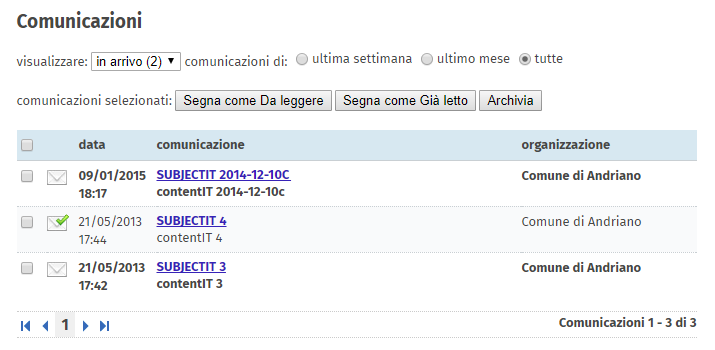 Comunicazioni
visualizzare: in arrivo (2) comunicazioni di: ultima settimana ultimo mese tutte
comunicazioni selezionati: Segna come Da leggere Segna come Già letto Archivia
data comunicazione organizzazione
09/01/2015 SUBJECTIT 2014-12-10C Comune di Andriano
18:17 contentIT 2014-12-10c
21/05/2013 SUBJECTIT 4 Comune di Andriano
17:44 contentIT 4
21/05/2013 SUBJECTIT 3 Comune di Andriano
17:42 contentIT 3
1 Comunicazioni 1 - 3 di 3